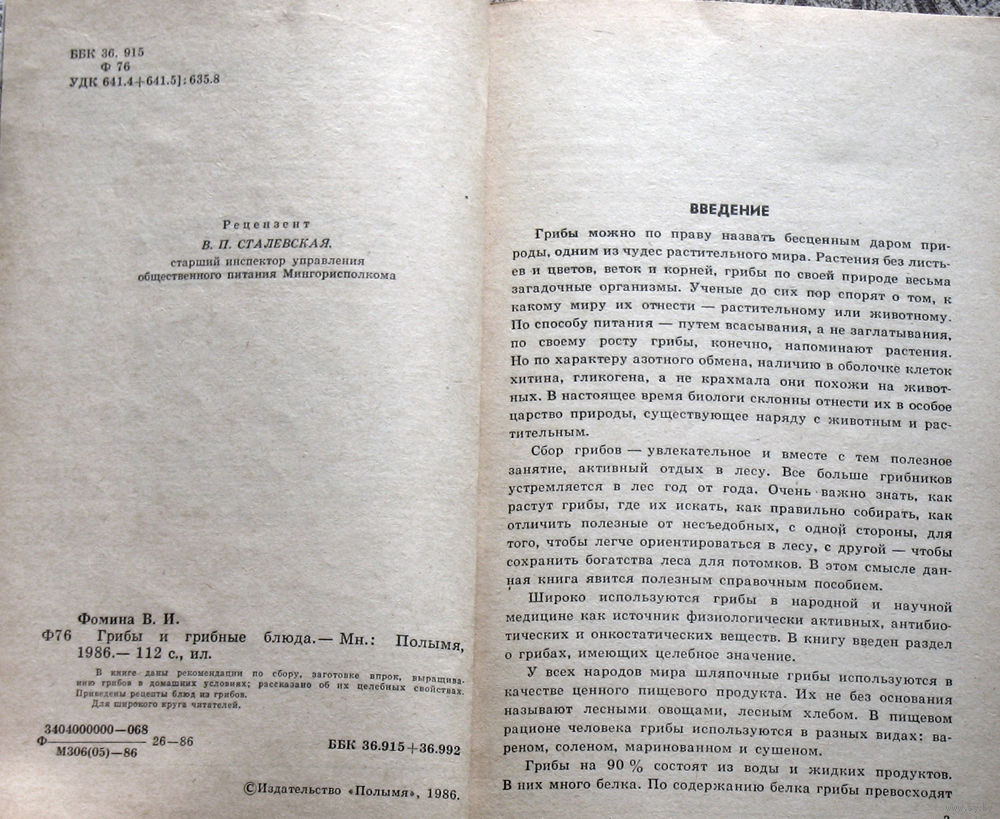 ББК 36. 915
Ф 76
УДК 641.4+641.5]:635.8
Рецензент
В. П. СТАЛЕВСКАЯ,
старший инспектор управления
общественного питания Мингорисполкома
Фомина В. И.
Ф76 Грибы и грибные блюда.— Мн.: Полымя,
1986.— 112 с., ил.
В книге даны рекомендации по сбору, заготовке впрок, выращива-
нию грибов в домашних условиях; рассказано об их целебных свойствах.
Приведены рецепты блюд из грибов.
Для широкого круга читателей.
3404000000—068
Ф 26—86
М306(05)—86
ББК 36.915+36.992
©Издательство «Полымя», 1986.
ВВЕДЕНИЕ
Грибы можно по праву назвать бесценным даром при-
роды, одним из чудес растительного мира. Растения без листь-
ев и цветов, веток и корней, грибы по своей природе весьма
загадочные организмы. Ученые до сих пор спорят о том, к
какому миру их отнести — растительному или животному.
По способу питания — путем всасывания, а не заглатывания,
по своему росту грибы, конечно, напоминают растения.
Но по характеру азотного обмена, наличию в оболочке клеток
хитина, гликогена, а не крахмала они похожи на живот-
ных. В настоящее время биологи склонны отнести их в особое
царство природы, существующее наряду с животным и рас-
тительным.
Сбор грибов — увлекательное и вместе с тем полезное
занятие, активный отдых в лесу. Все больше грибников
устремляется в лес год от года. Очень важно знать, как
растут грибы, где их искать, как правильно собирать, как
отличить полезные от несъедобных, с одной стороны, для
того, чтобы легче ориентироваться в лесу, с другой — чтобы
сохранить богатства леса для потомков. В этом смысле дан-
ная книга явится полезным справочным пособием.
Широко используются грибы в народной и научной
медицине как источник физиологически активных, антибио-
тических и онкостатических веществ. В книгу введен раздел
о грибах, имеющих целебное значение.
У всех народов мира шляпочные грибы используются в
качестве ценного пищевого продукта. Их не без основания
называют лесными овощами, лесным хлебом. В пищевом
рационе человека грибы используются в разных видах: ва-
реном, соленом, маринованном и сушеном.
Грибы на 90 % состоят из воды и жидких продуктов.
В них много белка. По содержанию белка грибы превосходят